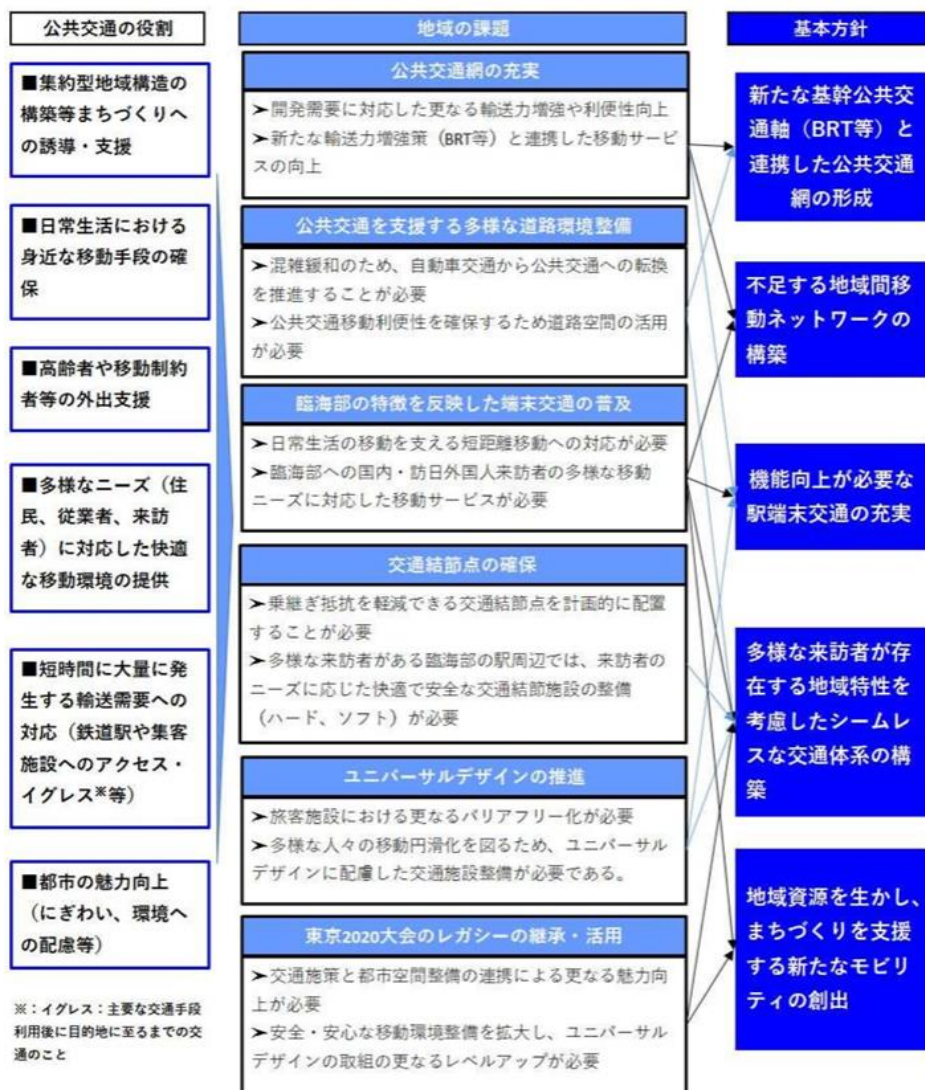 公共交通の役割
■集約型地域構造の
構築等まちづくりへ
の誘導・支援
■日常生活における
身近な移動手段の確
保
■高齢者や移動制約
者等の外出支援
■多様なニーズ（住
民、従業者、来訪
者）に対応した快適
な移動環境の提供
■短時間に大量に発
生する輸送需要への
対応（鉄道駅や集客
施設へのアクセス・
イグレス※等）
■都市の魅力向上
（にぎわい、環境へ
の配慮等）
※：イグレス：主要な交通手段
利用後に目的地に至るまでの交
通のこと
地域の課題
公共交通網の充実
➤開発需要に対応した更なる輸送力増強や利便性向上
➤新たな輸送力増強策（BRT等）と連携した移動サービ
スの向上
公共交通を支援する多様な道路環境整備
➤混雑緩和のため、自動車交通から公共交通への転換
を推進することが必要
➤公共交通移動利便性を確保するため道路空間の活用
が必要
臨海部の特徴を反映した端末交通の普及
➤日常生活の移動を支える短距離移動への対応が必要
➤臨海部への国内・訪日外国人来訪者の多様な移動
ニーズに対応した移動サービスが必要
交通結節点の確保
➤乗継ぎ抵抗を軽減できる交通結節点を計画的に配置
することが必要
➤多様な来訪者がある臨海部の駅周辺では、来訪者の
ニーズに応じた快適で安全な交通結節施設の整備
（ハード、ソフト）が必要
ユニバーサルデザインの推進
➤旅客施設における更なるバリアフリー化が必要
➤多様な人々の移動円滑化を図るため、ユニバーサル
デザインに配慮した交通施設整備が必要である。
東京2020大会のレガシーの継承・活用
➤交通施策と都市空間整備の連携による更なる魅力向
上が必要
➤安全・安心な移動環境整備を拡大し、ユニバーサル
デザインの取組の更なるレベルアップが必要
基本方針
新たな基幹公共交
通軸（BRT等）と
連携した公共交通
網の形成
不足する地域間移
動ネットワークの
構築
機能向上が必要な
駅端末交通の充実
多様な来訪者が存
在する地域特性を
考慮したシームレ
スな交通体系の構
築
地域資源を生かし、
まちづくりを支援
する新たなモビリ
ティの創出